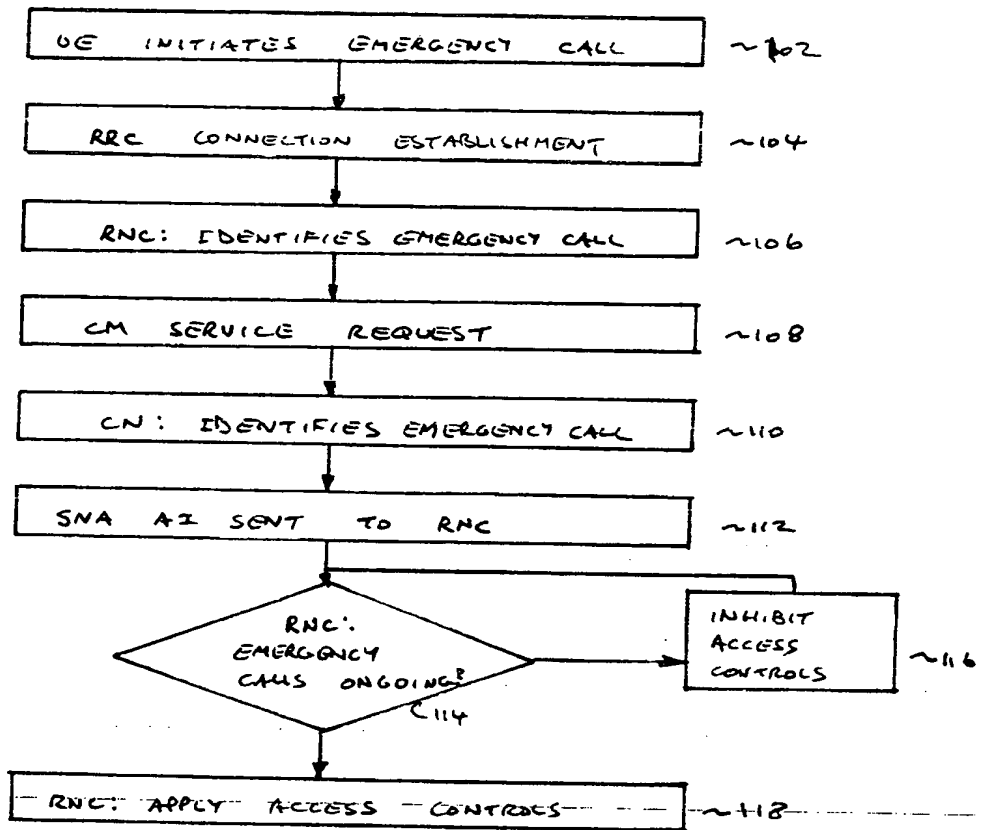 UE INITIATES EMERGENCY CALL ~102
RRC CONNECTION ESTABLISHMENT ~104
RNC: IDENTIFIES EMERGENCY CALL ~106
CM SERVICE REQUEST ~108
CN: IDENTIFIES EMERGENCY CALL ~110
SNA AI SENT TO RNC ~112
RNC:
EMERGENCY
CALLS ONGOING?
114
INHIBIT
ACCESS
CONTROLS
~116
RNC: APPLY ACCESS CONTROLS ~118